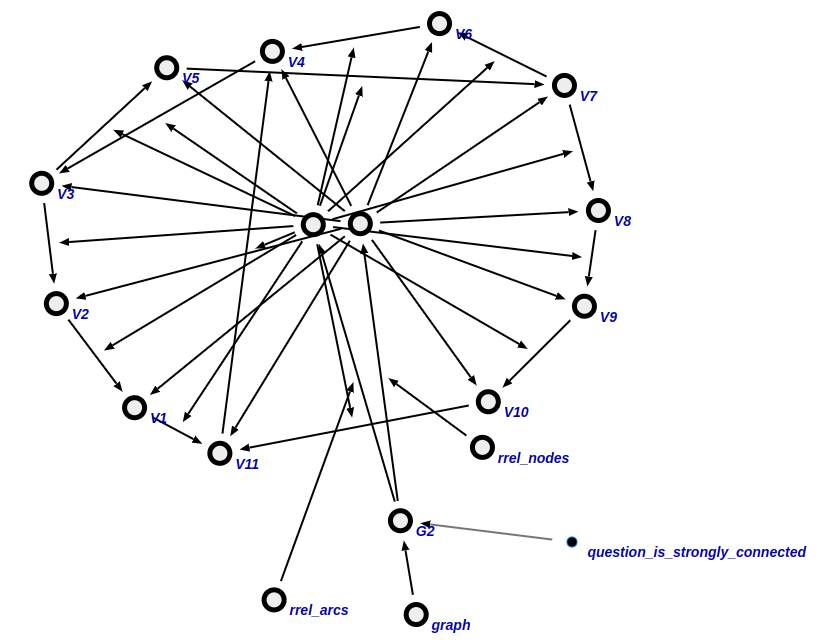 V6
V4
V5
V7
V3
V8
V2
V9
V1
V10
V11
rrel_nodes
G2
question_is_strongly_connected
rrel_arcs
graph